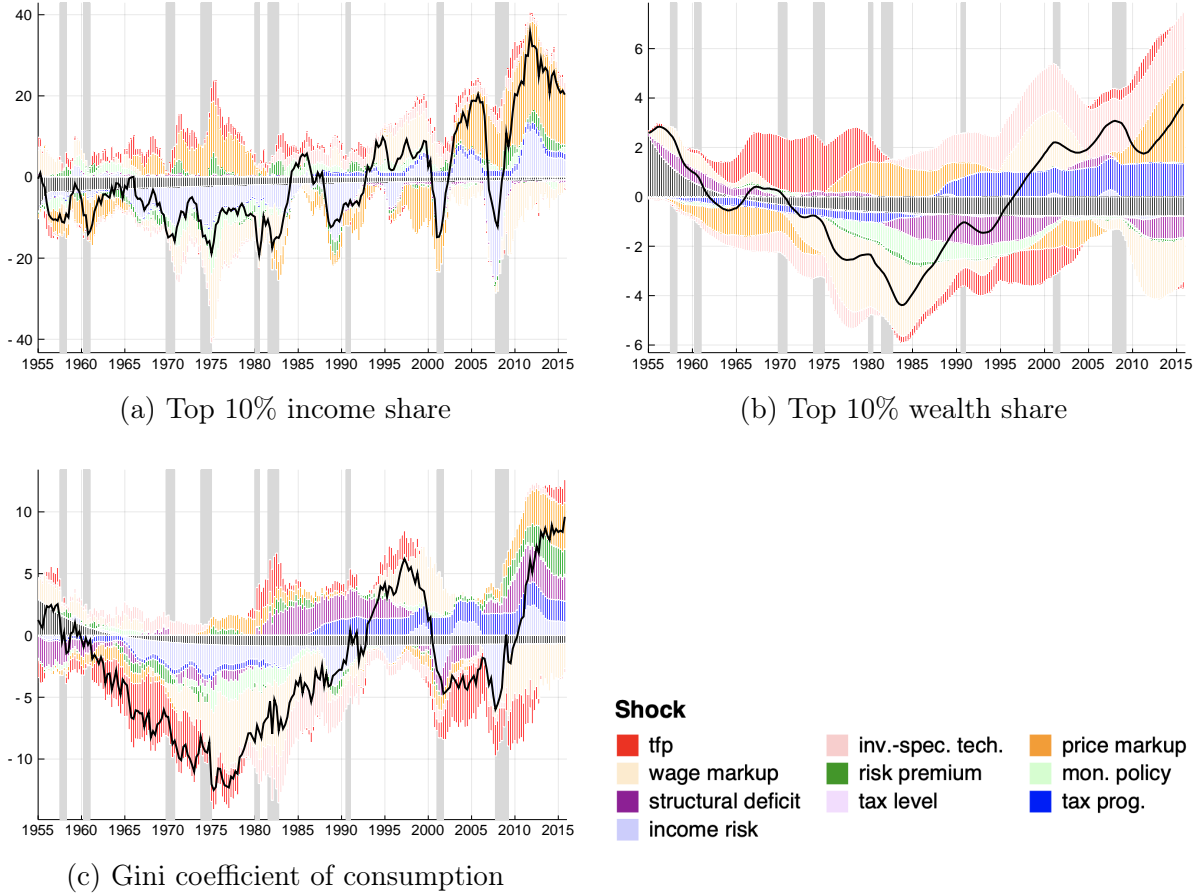 40
20
0
- 20
- 40
1955 1960 1965 1970 1975 1980 1985 1990 1995 2000 2005 2010 2015
(a) Top 10% income share
6
4
2
0
- 2
- 4
- 6
1955 1960 1965 1970 1975 1980 1985 1990 1995 2000 2005 2010 2015
(b) Top 10% wealth share
10
5
0
- 5
- 10
1955 1960 1965 1970 1975 1980 1985 1990 1995 2000 2005 2010 2015
(c) Gini coefficient of consumption
Shock
tfp inv.-spec. tech. price markup
wage markup risk premium mon. policy
structural deficit tax level tax prog.
income risk